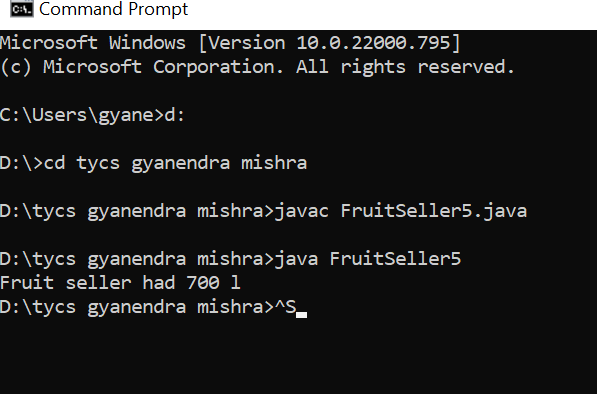 Command Prompt
Microsoft Windows [Version 10.0.22000.795]
(c) Microsoft Corporation. All rights reserved.
C:\Users\gyane>d:
D:\>cd tycs gyanendra mishra
D:\tycs gyanendra mishra>javac FruitSeller5.java
D:\tycs gyanendra mishra>java FruitSeller5
Fruit seller had 700 l
D:\tycs gyanendra mishra>^S